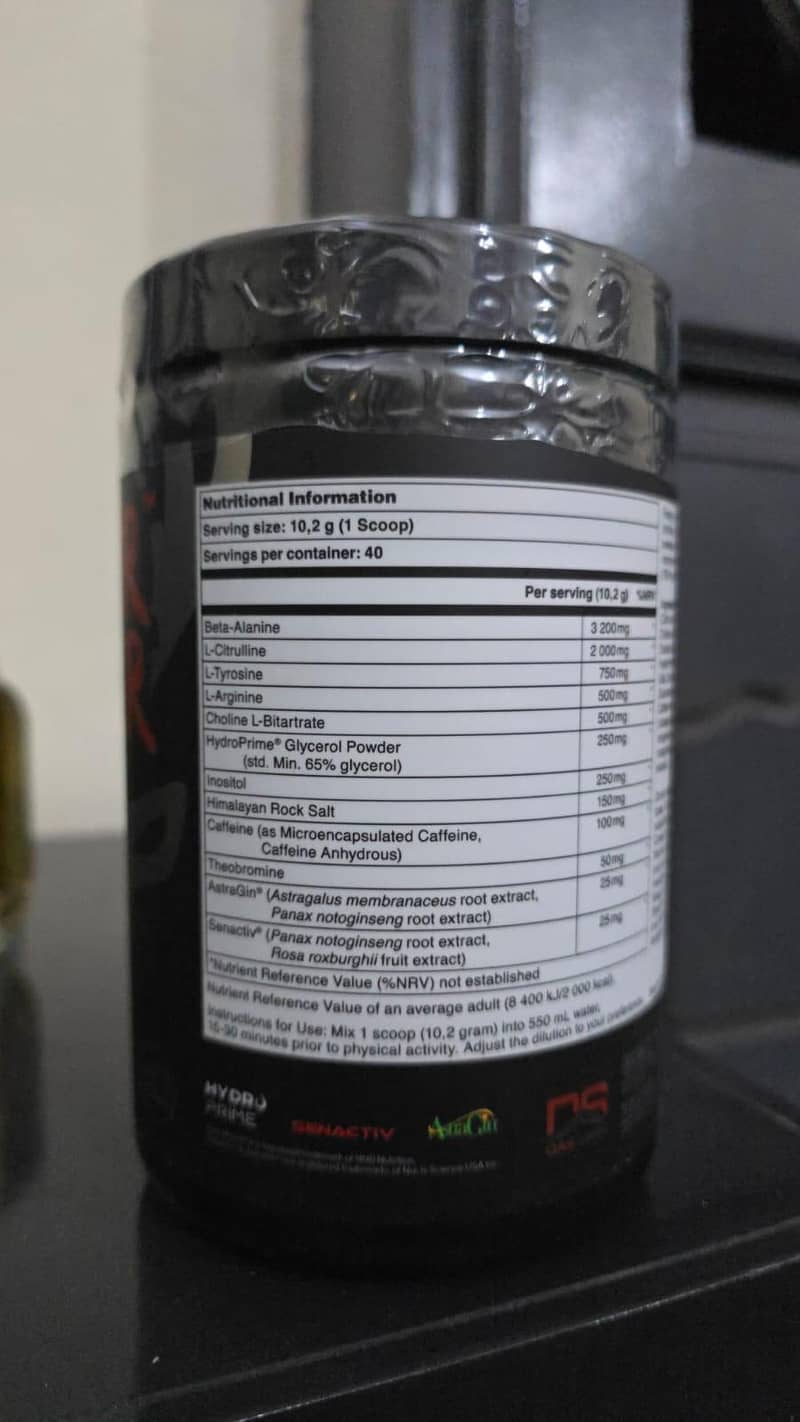 Nutritional Information
Serving size: 10,2 g (1 Scoop)
Servings per container: 40
Per serving (10,2 g)
Beta-Alanine 3 200mg
L-Citrulline 2 000mg
L-Tyrosine 750mg
L-Arginine 500mg
Choline L-Bitartrate 500mg
HydroPrime® Glycerol Powder 250mg
(std. Min. 65% glycerol)
Inositol 250mg
Himalayan Rock Salt 150mg
Caffeine (as Microencapsulated Caffeine, 100mg
Caffeine Anhydrous)
Theobromine 50mg
AstraGin® (Astragalus membranaceus root extract, 25mg
Panax notoginseng root extract)
Senactiv® (Panax notoginseng root extract, 25mg
Rosa roxburghii fruit extract)
*Nutrient Reference Value (%NRV) not established
Nutrient Reference Value of an average adult (8 400 kJ/2 000 kcal)
Instructions for Use: Mix 1 scoop (10,2 gram) into 550 mL water,
15-90 minutes prior to physical activity. Adjust the dilution to your preference.
HYDRO
PRIME
SENACTIV
AstraGin